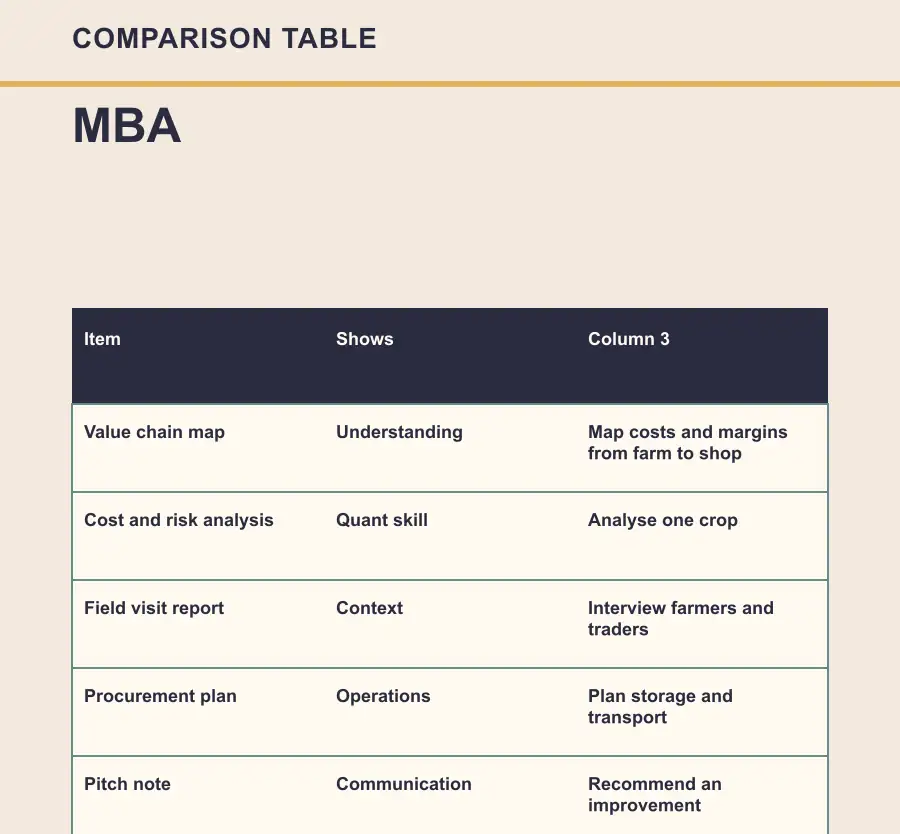 COMPARISON TABLE
MBA
Item Shows Column 3
Value chain map Understanding Map costs and margins
from farm to shop
Cost and risk analysis Quant skill Analyse one crop
Field visit report Context Interview farmers and
traders
Procurement plan Operations Plan storage and
transport
Pitch note Communication Recommend an
improvement